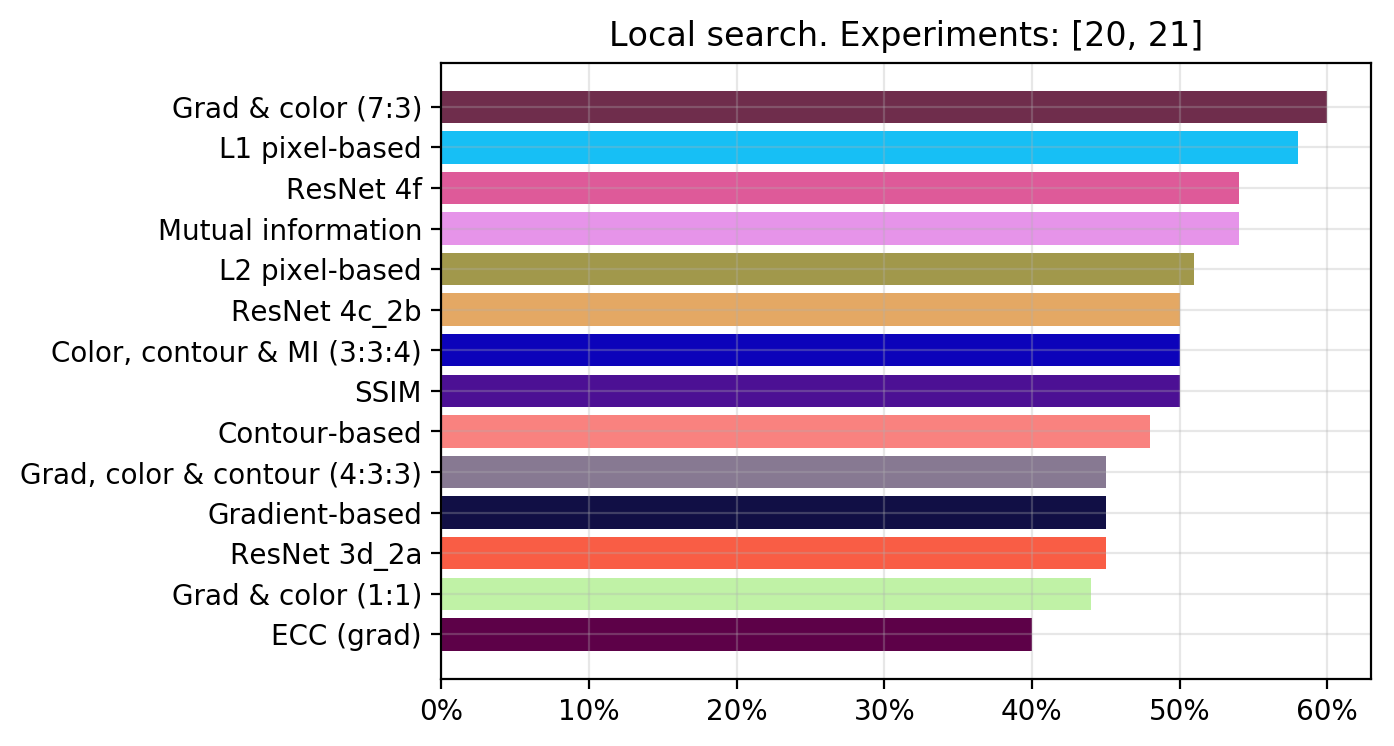 Local search. Experiments: [20, 21]
Grad & color (7:3)
L1 pixel-based
ResNet 4f
Mutual information
L2 pixel-based
ResNet 4c_2b
Color, contour & MI (3:3:4)
SSIM
Contour-based
Grad, color & contour (4:3:3)
Gradient-based
ResNet 3d_2a
Grad & color (1:1)
ECC (grad)
0% 10% 20% 30% 40% 50% 60%